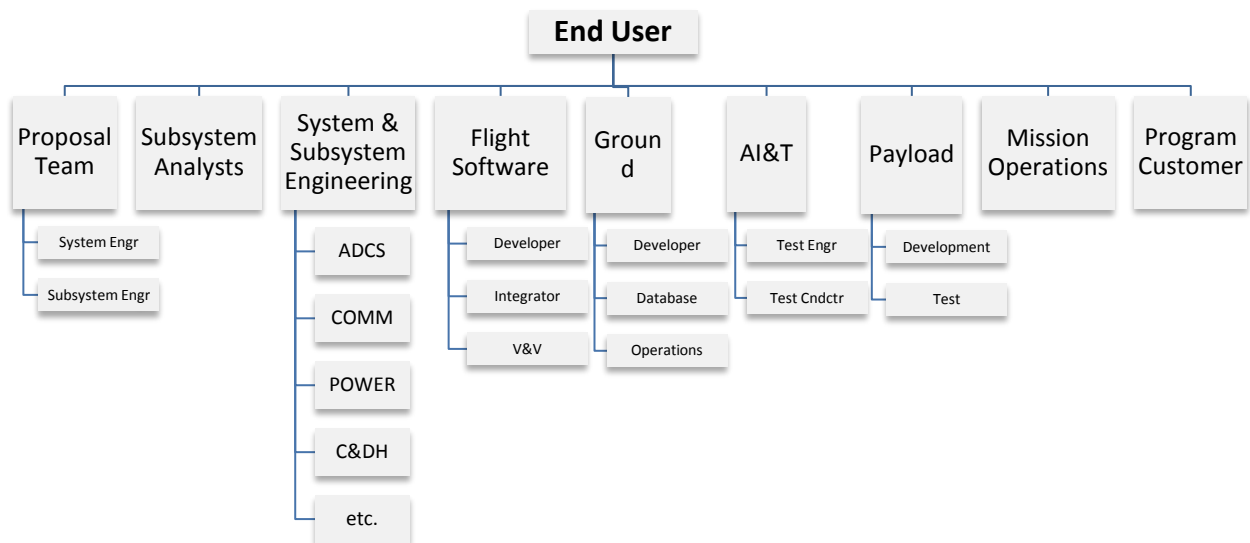 End User
Proposal
Team
System Engr
Subsystem Engr
Subsystem
Analysts
System &
Subsystem
Engineering
ADCS
COMM
POWER
C&DH
etc.
Flight
Software
Developer
Integrator
V&V
Groun
d
Developer
Database
Operations
AI&T
Test Engr
Test Cndctr
Payload
Development
Test
Mission
Operations
Program
Customer